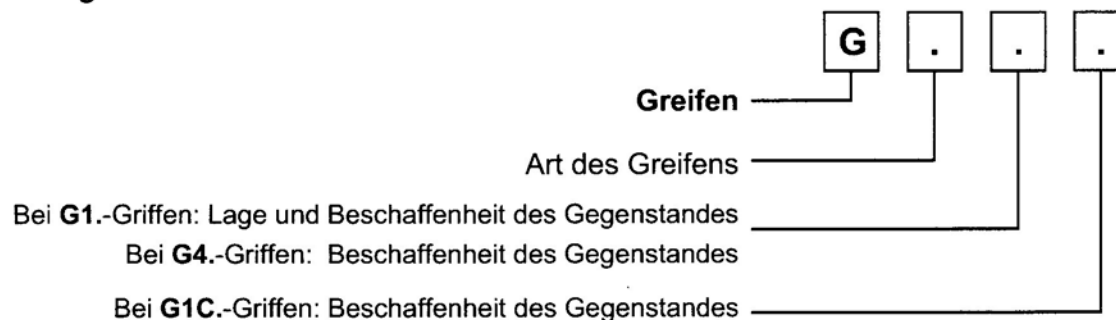 G . . .
Greifen
Art des Greifens
Bei G1.-Griffen: Lage und Beschaffenheit des Gegenstandes
Bei G4.-Griffen: Beschaffenheit des Gegenstandes
Bei G1C.-Griffen: Beschaffenheit des Gegenstandes